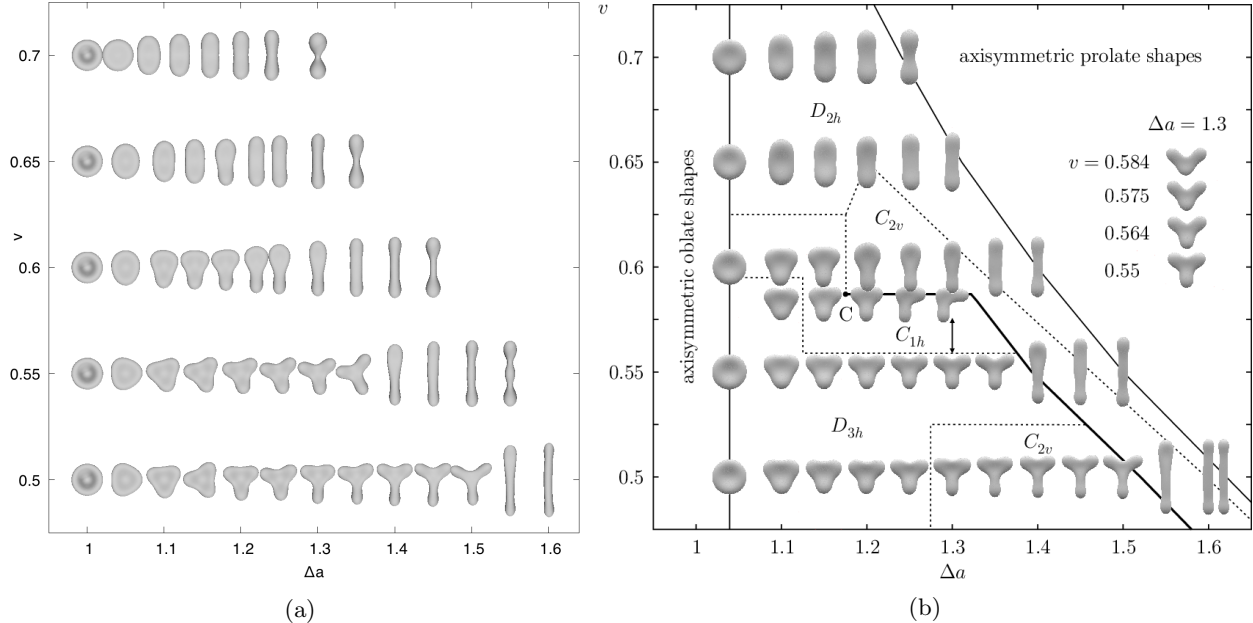 0.7
0.65
0.6
0.55
0.5
v
1
1.1
1.2
1.3
1.4
1.5
1.6
Δa
(a)
v
0.7
0.65
0.6
0.55
0.5
axisymmetric oblate shapes
axisymmetric prolate shapes
D2h
Δa = 1.3
v = 0.584
0.575
0.564
0.55
C2v
C
C1h
D3h
C2v
1
1.1
1.2
1.3
1.4
1.5
1.6
Δa
(b)